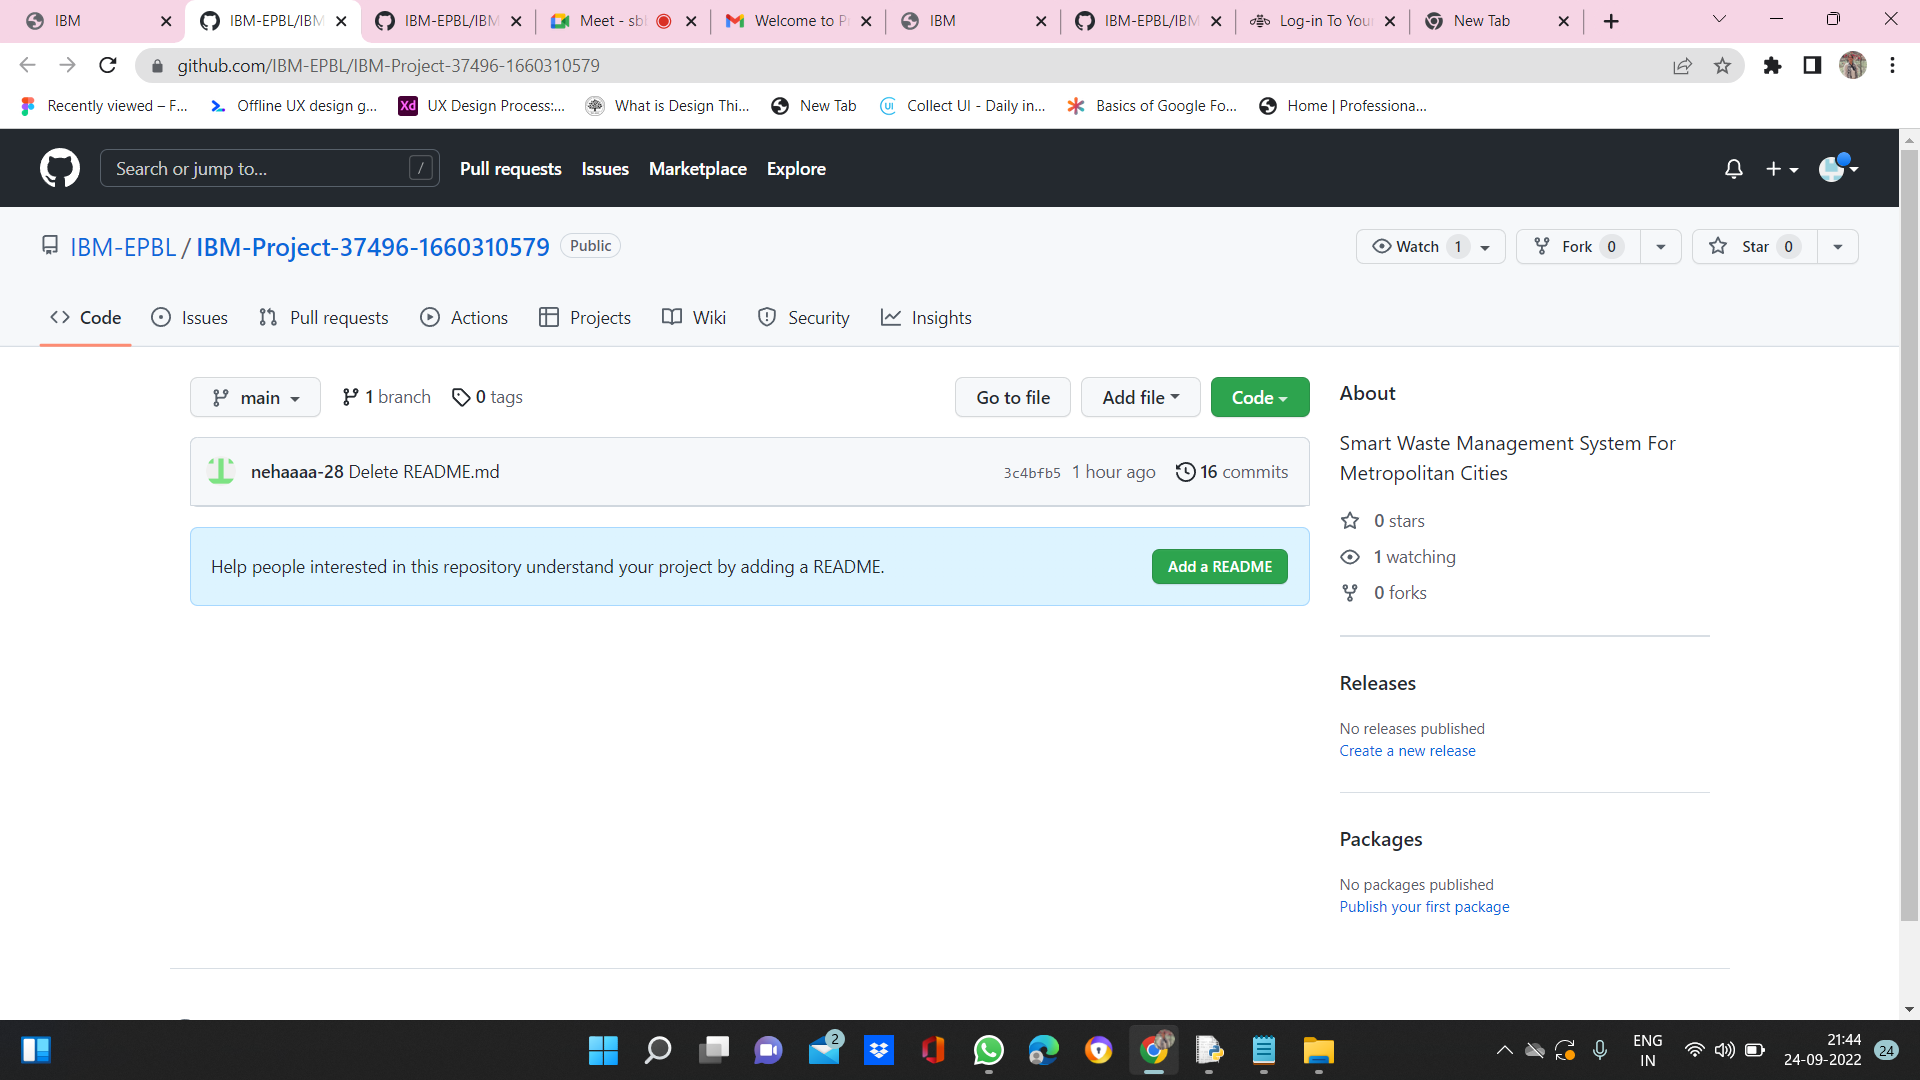 IBM
IBM-EPBL/IBM
IBM-EPBL/IBM
Meet - sb
Welcome to P
IBM
IBM-EPBL/IBM
Log-in To You
New Tab
github.com/IBM-EPBL/IBM-Project-37496-1660310579
Recently viewed – F...
Offline UX design g...
Xd UX Design Process:...
What is Design Thi...
New Tab
UI Collect UI - Daily in...
Basics of Google Fo...
Home | Professiona...
Search or jump to... /
Pull requests Issues Marketplace Explore
IBM-EPBL / IBM-Project-37496-1660310579 Public
Watch 1 Fork 0 Star 0
Code Issues Pull requests Actions Projects Wiki Security Insights
main 1 branch 0 tags
Go to file Add file Code
nehaaaa-28 Delete README.md 3c4bfb5 1 hour ago 16 commits
Help people interested in this repository understand your project by adding a README. Add a README
About
Smart Waste Management System For
Metropolitan Cities
0 stars
1 watching
0 forks
Releases
No releases published
Create a new release
Packages
No packages published
Publish your first package
2
ENG
IN
21:44
24-09-2022
24